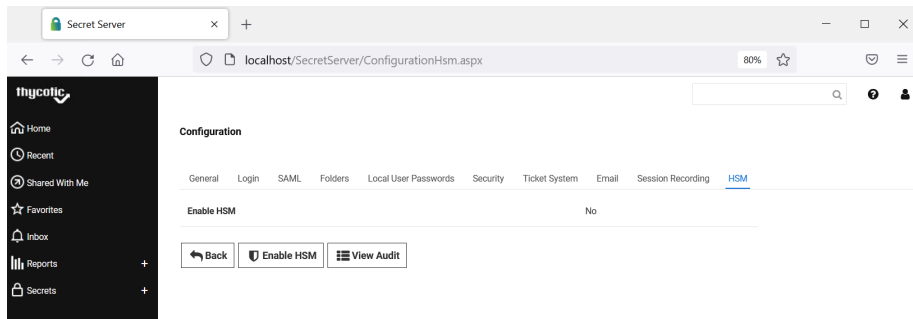 Secret Server
localhost/SecretServer/ConfigurationHsm.aspx
80%
thycotic
Home
Recent
Shared With Me
Favorites
Inbox
Reports +
Secrets +
Configuration
General Login SAML Folders Local User Passwords Security Ticket System Email Session Recording HSM
Enable HSM No
Back Enable HSM View Audit